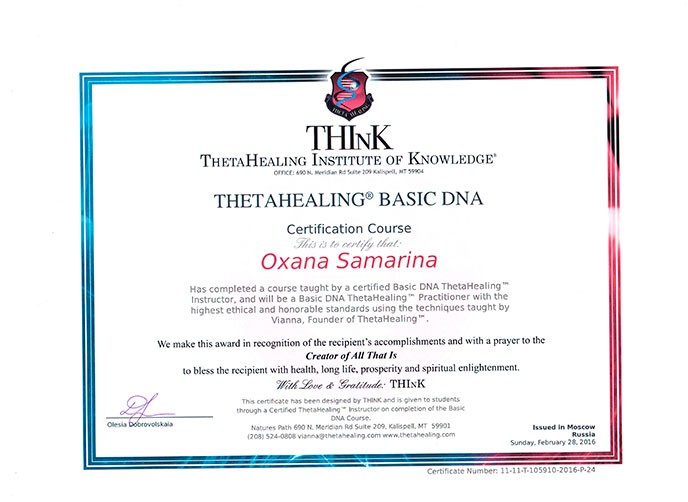 THETAHEALING
THInK
THETAHEALING INSTITUTE OF KNOWLEDGE®
OFFICE: 690 N. Meridian Rd Suite 209 Kalispell, MT 59904
THETAHEALING® BASIC DNA
Certification Course
This is to certify that:
Oxana Samarina
Has completed a course taught by a certified Basic DNA ThetaHealing™
Instructor, and will be a Basic DNA ThetaHealing™ Practitioner with the
highest ethical and honorable standards using the techniques taught by
Vianna, Founder of ThetaHealing™.
We make this award in recognition of the recipient's accomplishments and with a prayer to the
Creator of All That Is
to bless the recipient with health, long life, prosperity and spiritual enlightenment.
With Love & Gratitude: THInK
This certificate has been designed by THINK and is given to students
through a Certified ThetaHealing™ Instructor on completion of the Basic
DNA Course.
Natures Path 690 N. Meridian Rd Suite 209, Kalispell, MT 59901
(208) 524-0808 vianna@thetahealing.com www.thetahealing.com
Olesia Dobrovolskaia
Issued in Moscow
Russia
Sunday, February 28, 2016
Certificate Number: 11-11-T-105910-2016-P-24